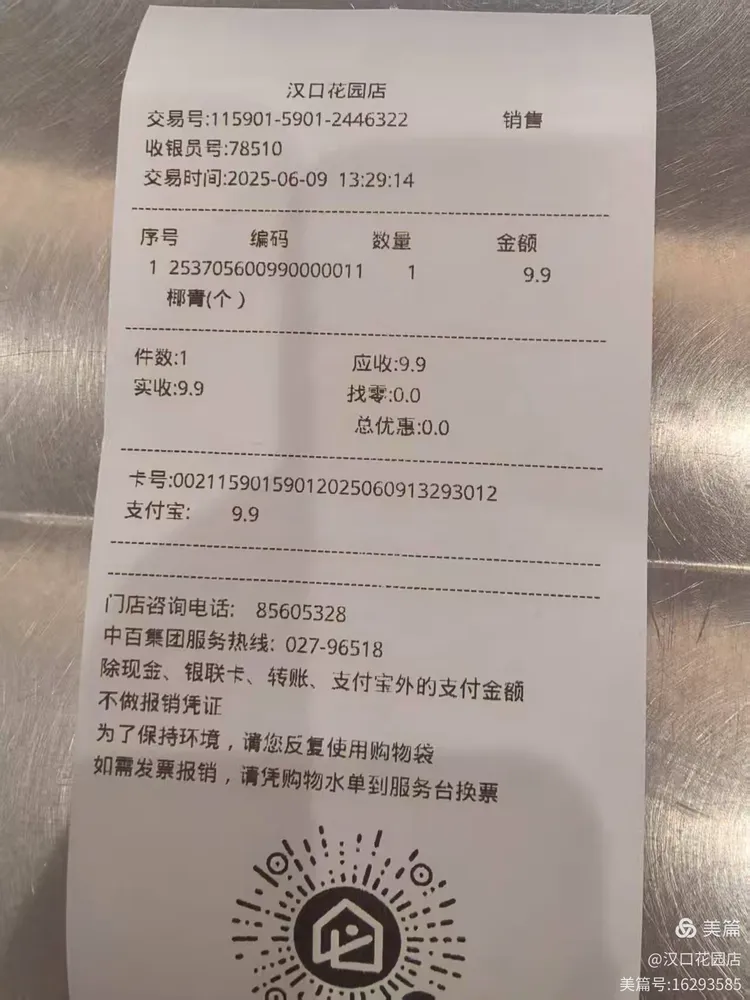 汉口花园店
交易号:115901-5901-2446322 销售
收银员号:78510
交易时间:2025-06-09 13:29:14
序号 编码 数量 金额
1 253705600990000011 1 9.9
椰青(个)
件数:1 应收:9.9
实收:9.9 找零:0.0
总优惠:0.0
卡号:0021159015901202506091329 3012
支付宝: 9.9
门店咨询电话: 85605328
中百集团服务热线: 027-96518
除现金、银联卡、转账、支付宝外的支付金额
不做报销凭证
为了保持环境，请您反复使用购物袋
如需发票报销，请凭购物水单到服务台换票
美篇
@汉口花园店
美篇号:16293585